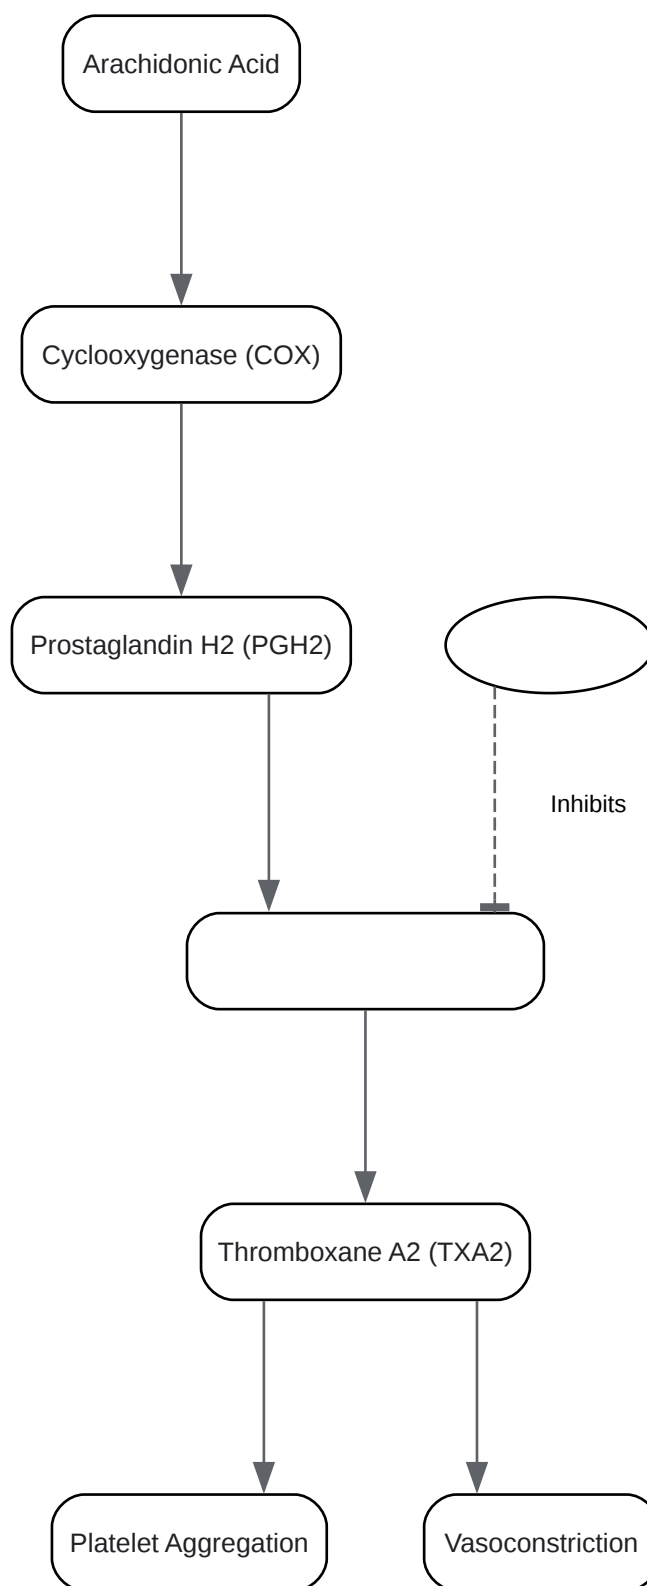 Arachidonic Acid
Cyclooxygenase (COX)
Prostaglandin H2 (PGH2)
Inhibits
Thromboxane A2 (TXA2)
Platelet Aggregation
Vasoconstriction